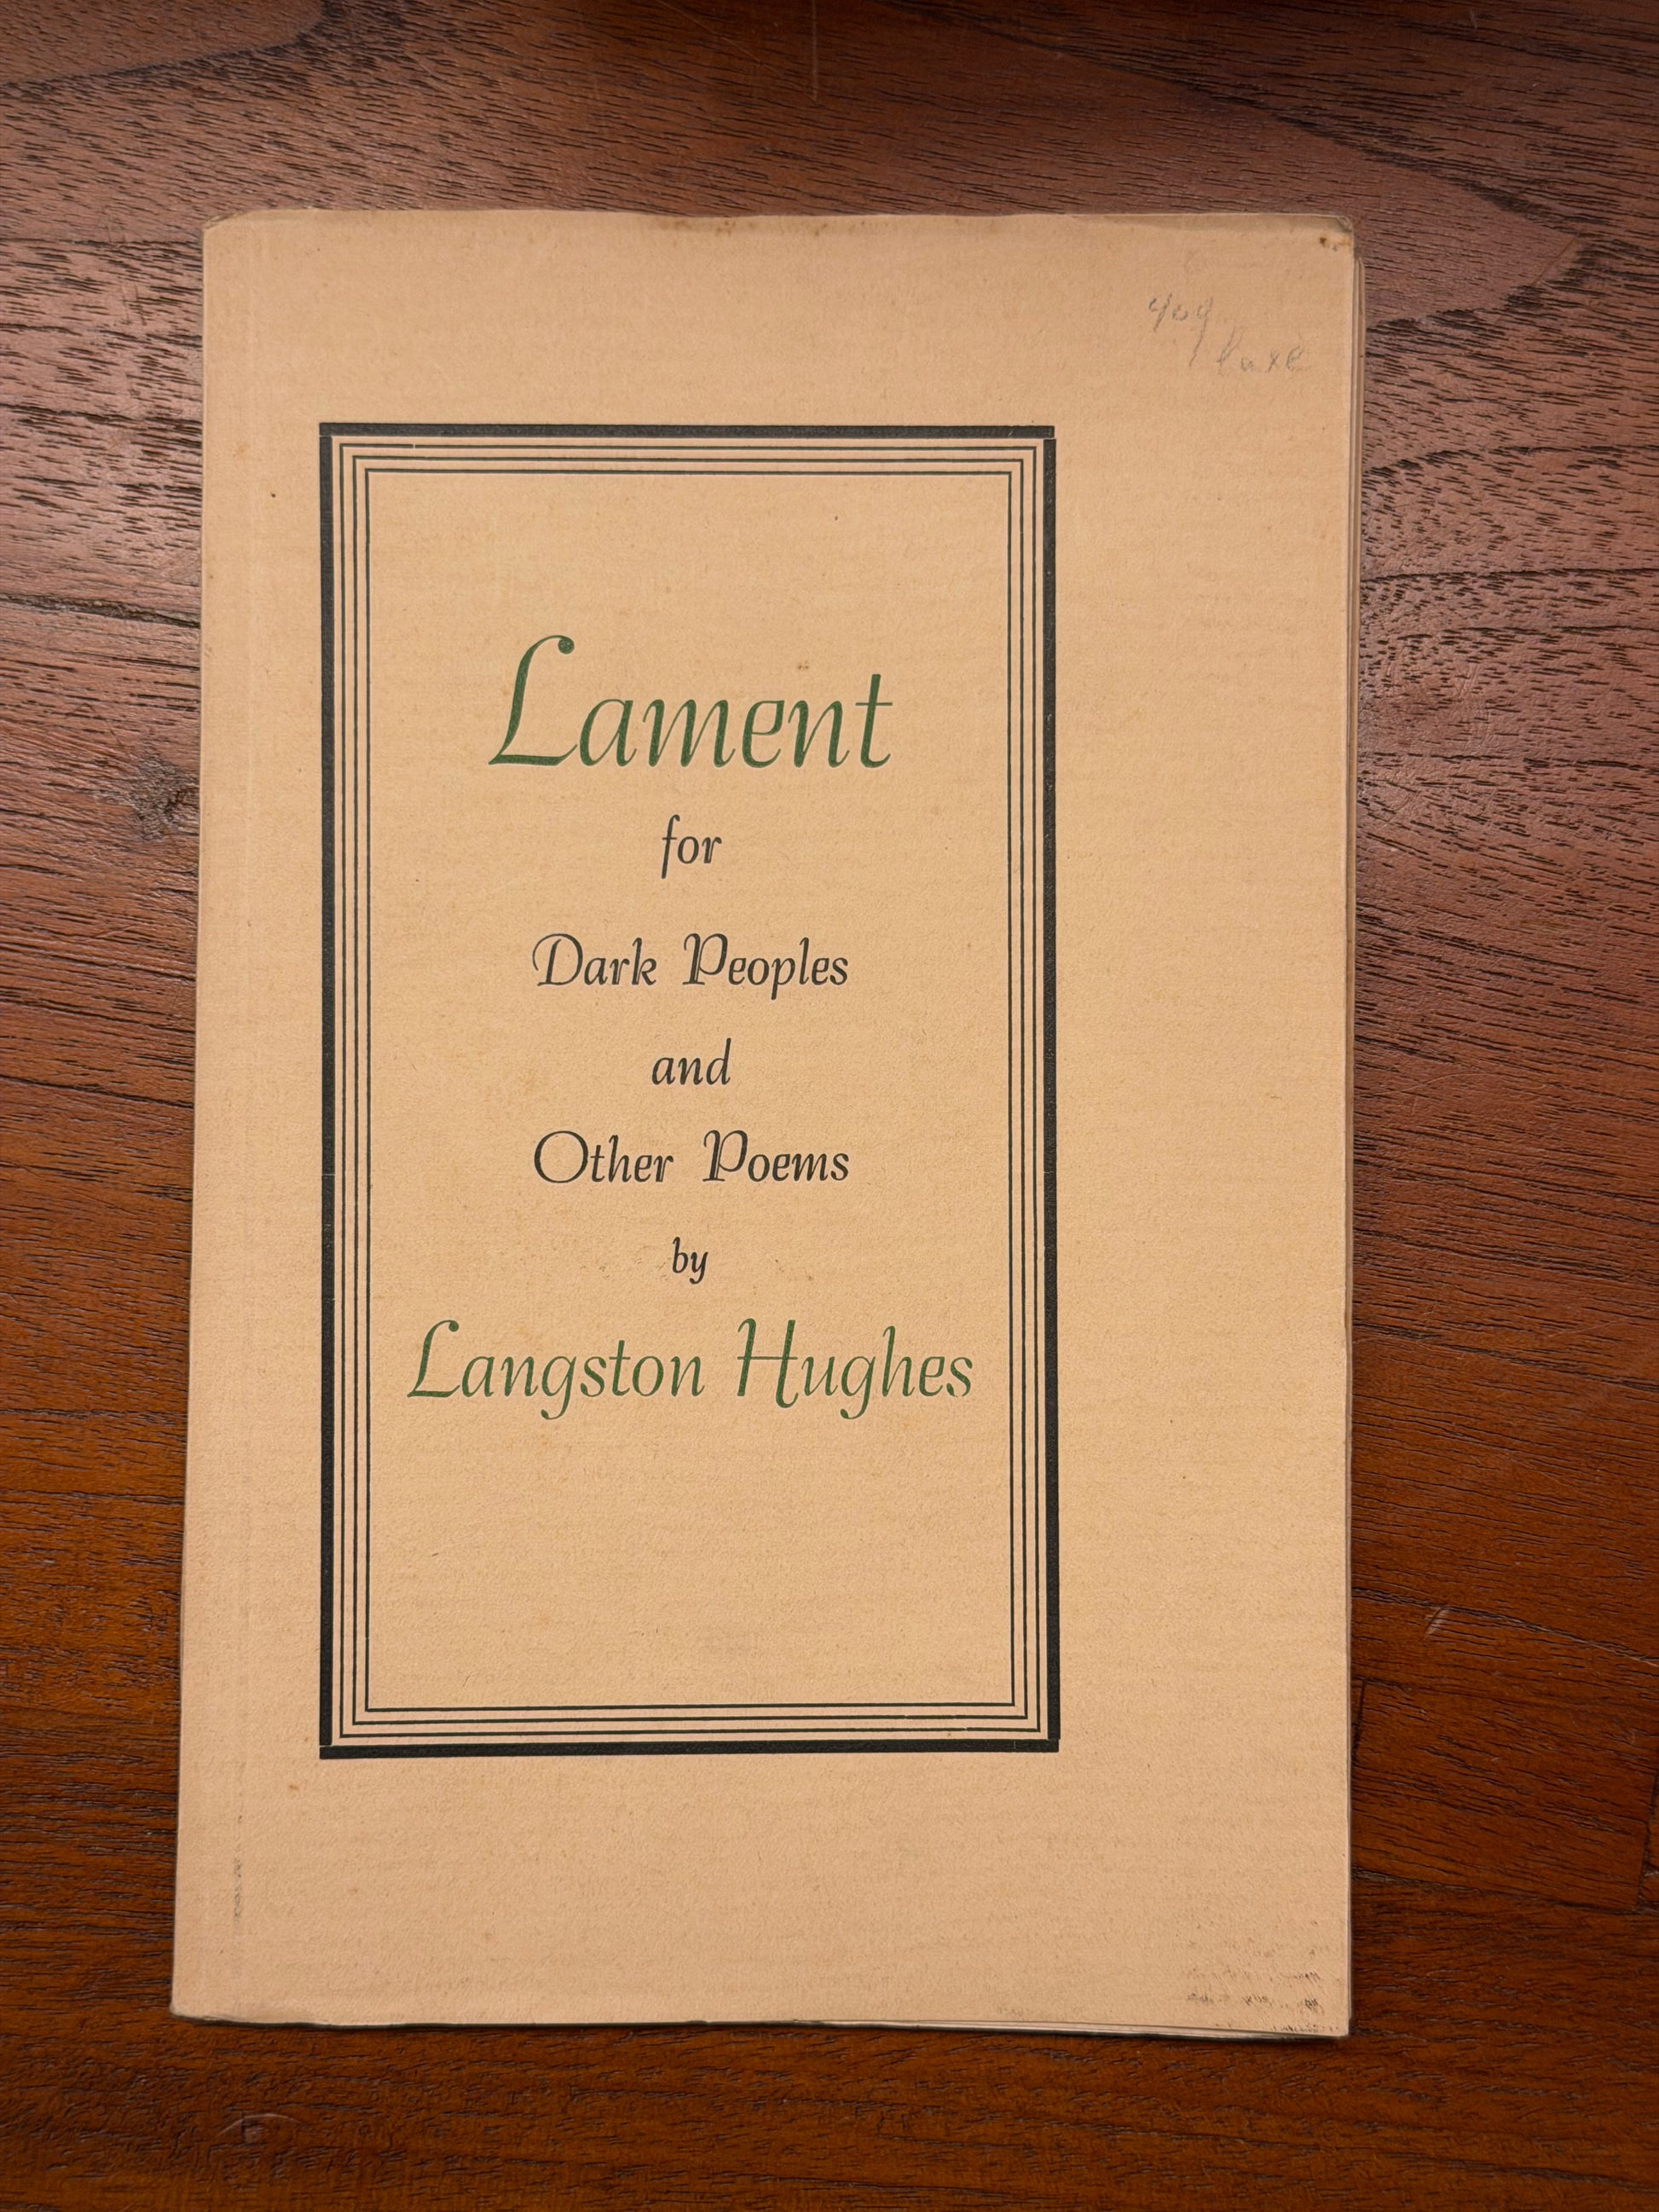 Lament
for
Dark Peoples
and
Other Poems
by
Langston Hughes